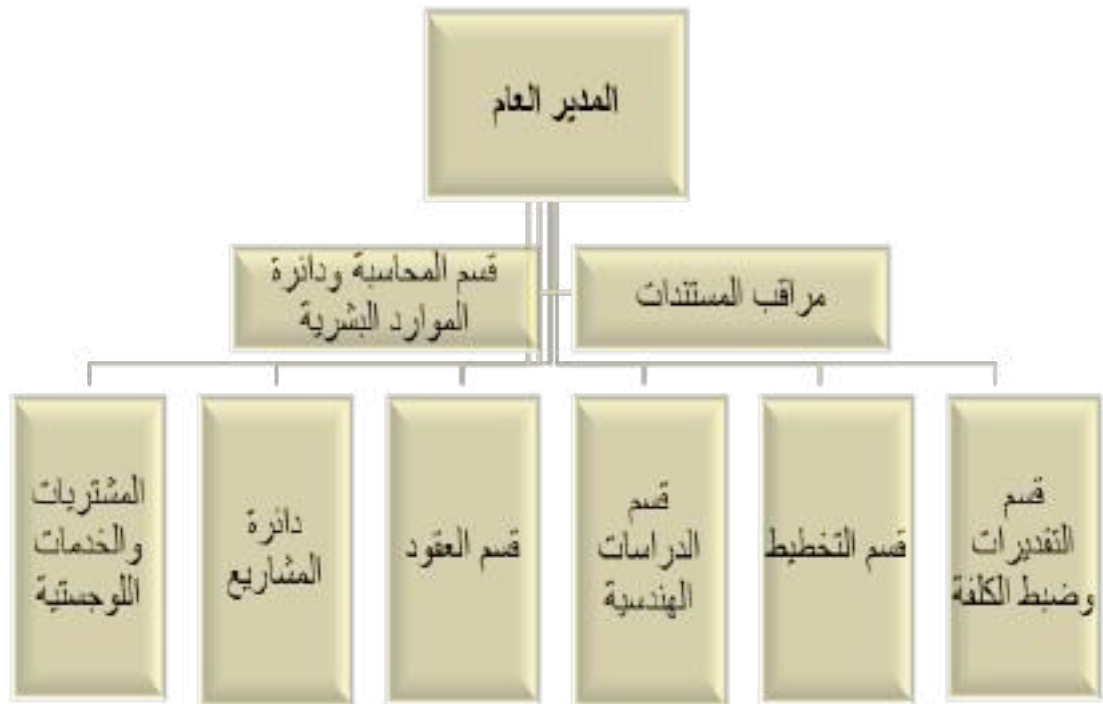 المدير العام
مراقب المستندات
قسم المحاسبة ودائرة
الموارد البشرية
قسم
التقديرات
وضبط الكلفة
قسم التخطيط
قسم
الدراسات
الهندسية
قسم العقود
دائرة
المشاريع
المشتريات
والخدمات
اللوجستية